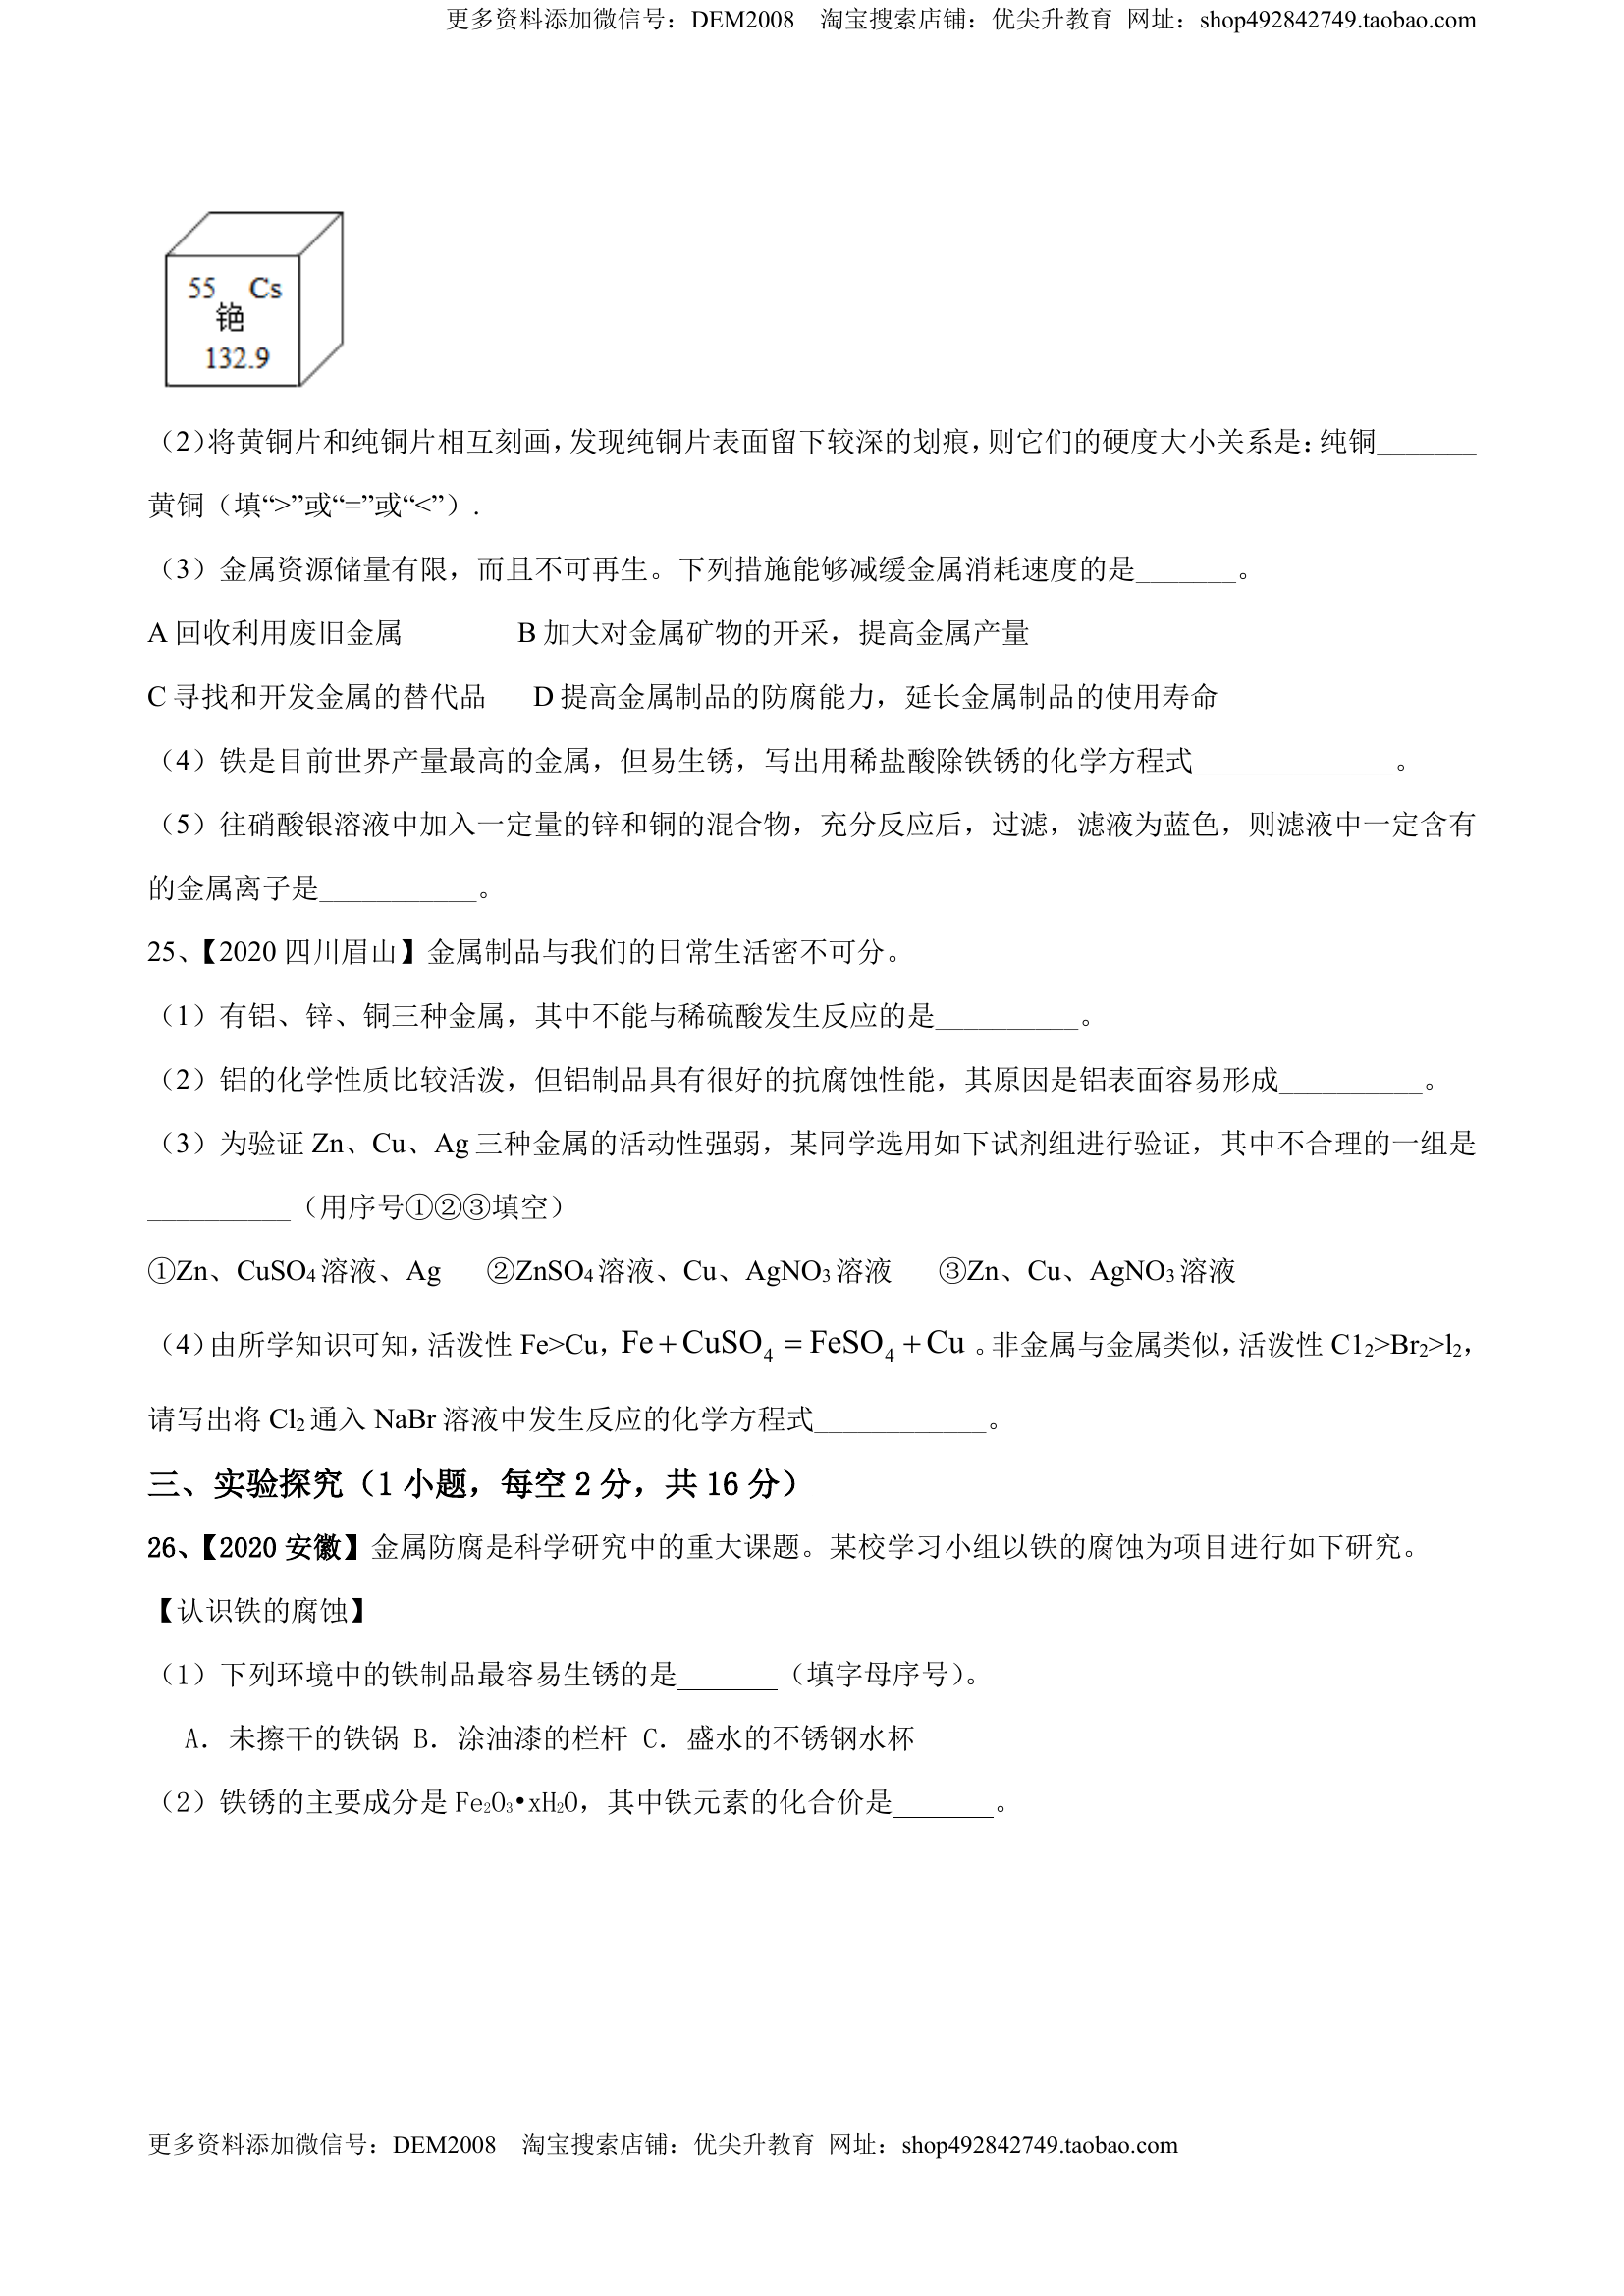 更多资料添加微信号：DEM2008 淘宝搜索店铺：优尖升教育 网址：shop492842749.taobao.com
55 Cs
铯
132.9
（2）将黄铜片和纯铜片相互刻画，发现纯铜片表面留下较深的划痕，则它们的硬度大小关系是：纯铜_______
黄铜（填“>”或“=”或“<”）.
（3）金属资源储量有限，而且不可再生。下列措施能够减缓金属消耗速度的是_______。
A 回收利用废旧金属 B 加大对金属矿物的开采，提高金属产量
C 寻找和开发金属的替代品 D 提高金属制品的防腐能力，延长金属制品的使用寿命
（4）铁是目前世界产量最高的金属，但易生锈，写出用稀盐酸除铁锈的化学方程式______________。
（5）往硝酸银溶液中加入一定量的锌和铜的混合物，充分反应后，过滤，滤液为蓝色，则滤液中一定含有
的金属离子是___________。
25、【2020 四川眉山】金属制品与我们的日常生活密不可分。
（1）有铝、锌、铜三种金属，其中不能与稀硫酸发生反应的是__________。
（2）铝的化学性质比较活泼，但铝制品具有很好的抗腐蚀性能，其原因是铝表面容易形成__________。
（3）为验证 Zn、Cu、Ag 三种金属的活动性强弱，某同学选用如下试剂组进行验证，其中不合理的一组是
__________（用序号①②③填空）
①Zn、CuSO₄溶液、Ag ②ZnSO₄溶液、Cu、AgNO₃溶液 ③Zn、Cu、AgNO₃溶液
（4）由所学知识可知，活泼性 Fe>Cu，Fe+CuSO₄=FeSO₄+Cu。非金属与金属类似，活泼性 C1₂>Br₂>l₂，
请写出将 Cl₂通入 NaBr 溶液中发生反应的化学方程式____________。
三、实验探究（1 小题，每空 2 分，共 16 分）
26、【2020 安徽】金属防腐是科学研究中的重大课题。某校学习小组以铁的腐蚀为项目进行如下研究。
【认识铁的腐蚀】
（1）下列环境中的铁制品最容易生锈的是_______（填字母序号）。
A．未擦干的铁锅 B．涂油漆的栏杆 C．盛水的不锈钢水杯
（2）铁锈的主要成分是 Fe₂O₃•xH₂O，其中铁元素的化合价是_______。
更多资料添加微信号：DEM2008 淘宝搜索店铺：优尖升教育 网址：shop492842749.taobao.com